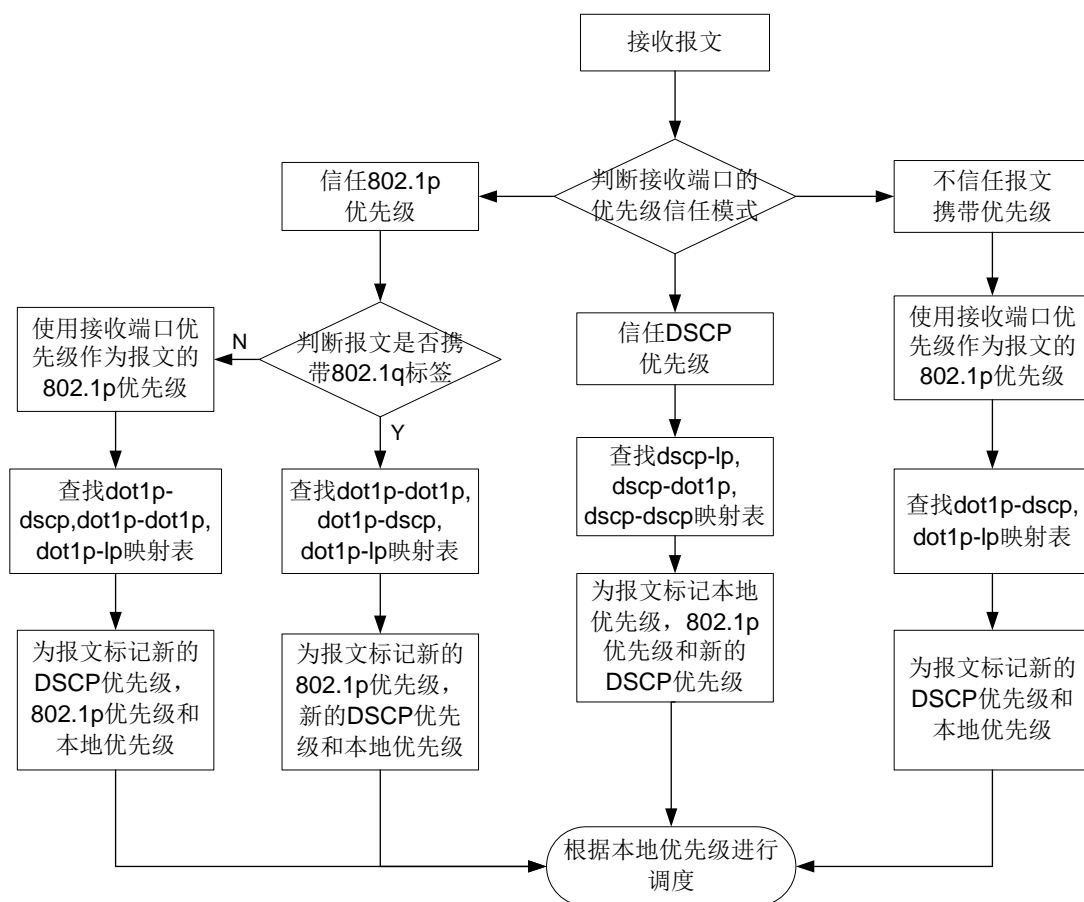 接收报文
判断接收端口的
优先级信任模式
信任802.1p
优先级
不信任报文
携带优先级
判断报文是否携
带802.1q标签
N
Y
使用接收端口优
先级作为报文的
802.1p优先级
信任DSCP
优先级
使用接收端口优
先级作为报文的
802.1p优先级
查找dot1p-
dscp,dot1p-dot1p,
dot1p-lp映射表
查找dot1p-dot1p,
dot1p-dscp,
dot1p-lp映射表
查找dscp-lp,
dscp-dot1p,
dscp-dscp映射表
查找dot1p-dscp,
dot1p-lp映射表
为报文标记新的
DSCP优先级，
802.1p优先级和
本地优先级
为报文标记新的
802.1p优先级，
新的DSCP优先
级和本地优先级
为报文标记本地
优先级，802.1p
优先级和新的
DSCP优先级
为报文标记新的
DSCP优先级和
本地优先级
根据本地优先级进行
调度